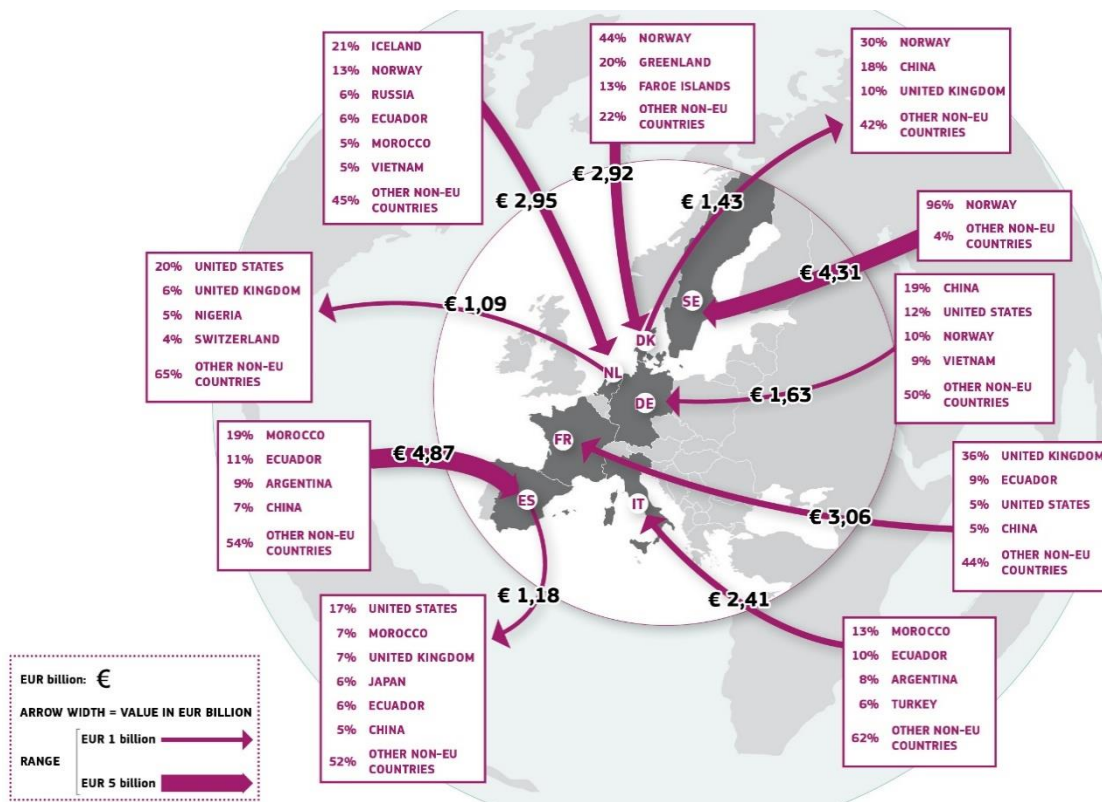 21% ICELAND
13% NORWAY
6% RUSSIA
6% ECUADOR
5% MOROCCO
5% VIETNAM
45% OTHER NON-EU
COUNTRIES
44% NORWAY
20% GREENLAND
13% FAROE ISLANDS
22% OTHER NON-EU
COUNTRIES
30% NORWAY
18% CHINA
10% UNITED KINGDOM
42% OTHER NON-EU
COUNTRIES
€ 2,92
€ 2,95
€ 1,43
96% NORWAY
4% OTHER NON-EU
COUNTRIES
€ 4,31
20% UNITED STATES
6% UNITED KINGDOM
5% NIGERIA
4% SWITZERLAND
65% OTHER NON-EU
COUNTRIES
€ 1,09
SE
DK
NL
DE
€ 1,63
19% CHINA
12% UNITED STATES
10% NORWAY
9% VIETNAM
50% OTHER NON-EU
COUNTRIES
19% MOROCCO
11% ECUADOR
9% ARGENTINA
7% CHINA
54% OTHER NON-EU
COUNTRIES
€ 4,87
FR
ES
IT
€ 3,06
36% UNITED KINGDOM
9% ECUADOR
5% UNITED STATES
5% CHINA
44% OTHER NON-EU
COUNTRIES
€ 1,18
€ 2,41
17% UNITED STATES
7% MOROCCO
7% UNITED KINGDOM
6% JAPAN
6% ECUADOR
5% CHINA
52% OTHER NON-EU
COUNTRIES
13% MOROCCO
10% ECUADOR
8% ARGENTINA
6% TURKEY
62% OTHER NON-EU
COUNTRIES
EUR billion: €
ARROW WIDTH = VALUE IN EUR BILLION
EUR 1 billion
RANGE
EUR 5 billion